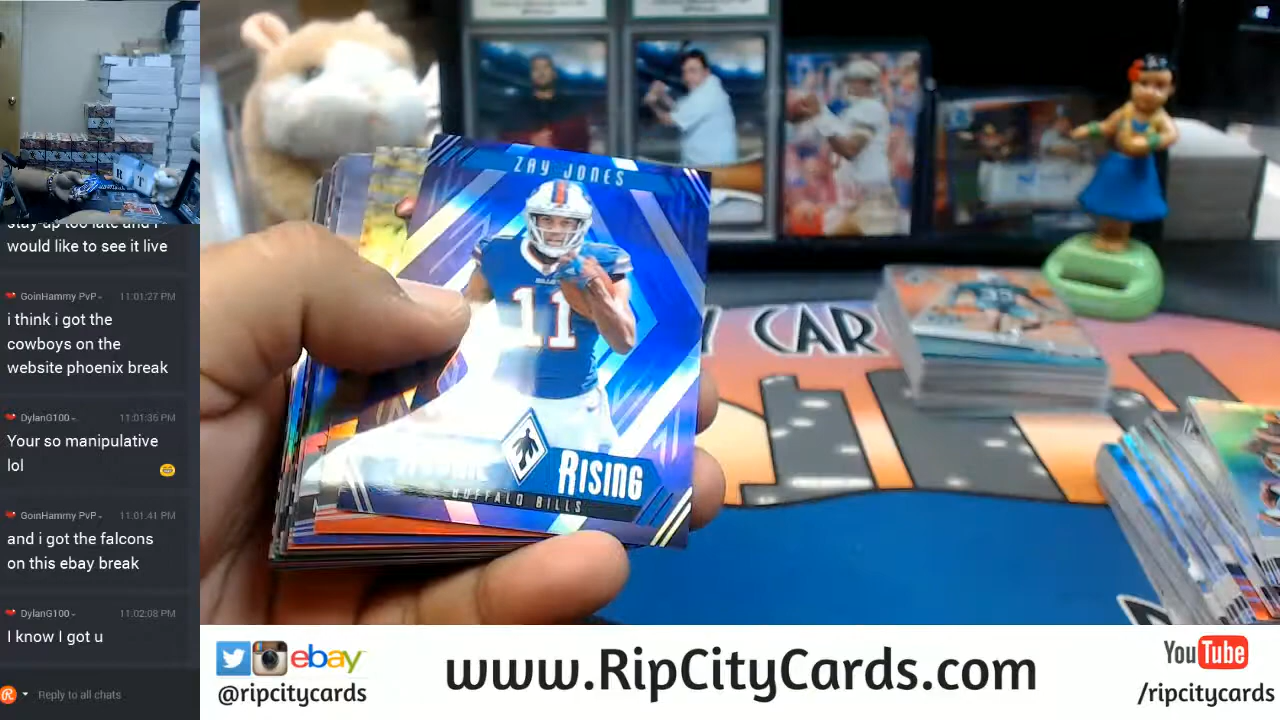 stay up too late and i
would like to see it live
GoinHammy PvP 11:01:27 PM
i think i got the
cowboys on the
website phoenix break
DylanG100 11:01:36 PM
Your so manipulative
lol
GoinHammy PvP 11:01:41 PM
and i got the falcons
on this ebay break
DylanG100 11:02:08 PM
I know I got u
Reply to all chats
ZAY JONES
11
RISING
BUFFALO BILLS
CAR
R T
33
ebay
@ripcitycards
www.RipCityCards.com
YouTube
/ripcitycards